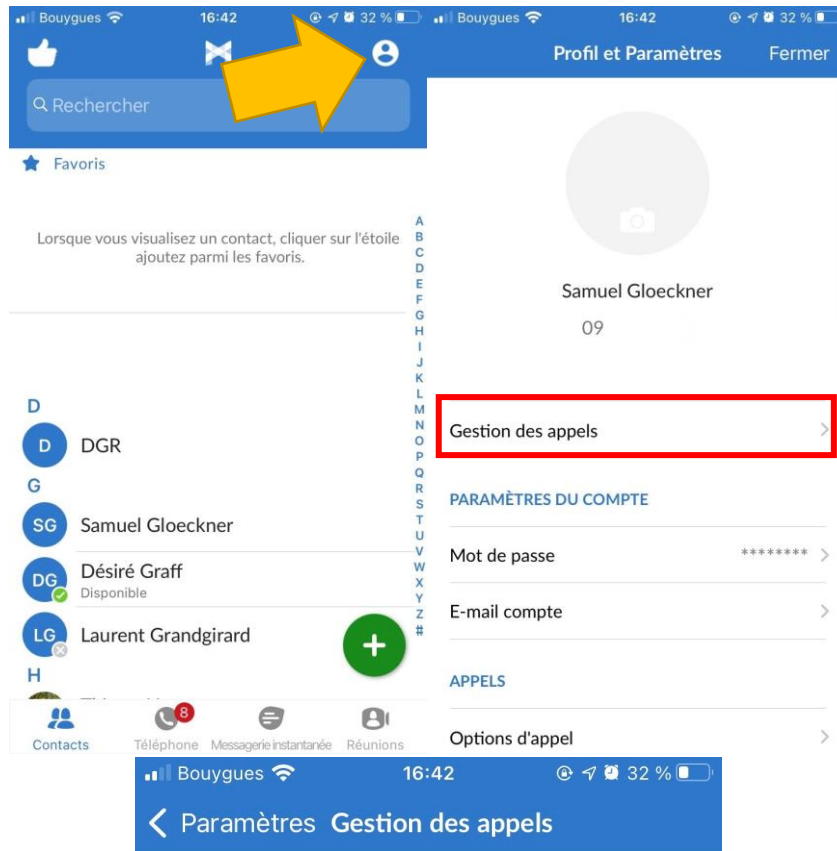 Bouygues 16:42 32 %
Rechercher
Favoris
Lorsque vous visualisez un contact, cliquer sur l'étoile
ajoutez parmi les favoris.
D
D DGR
G
SG Samuel Gloeckner
DG Désiré Graff
Disponible
LG Laurent Grandgirard
H
A
B
C
D
E
F
G
H
I
J
K
L
M
N
O
P
Q
R
S
T
U
V
W
X
Y
Z
#
+
8
Contacts Téléphone Messagerie instantanée Réunions
Bouygues 16:42 32 %
Profil et Paramètres Fermer
Samuel Gloeckner
09
Gestion des appels
PARAMÈTRES DU COMPTE
Mot de passe ********
E-mail compte
APPELS
Options d'appel
Bouygues 16:42 32 %
Paramètres Gestion des appels